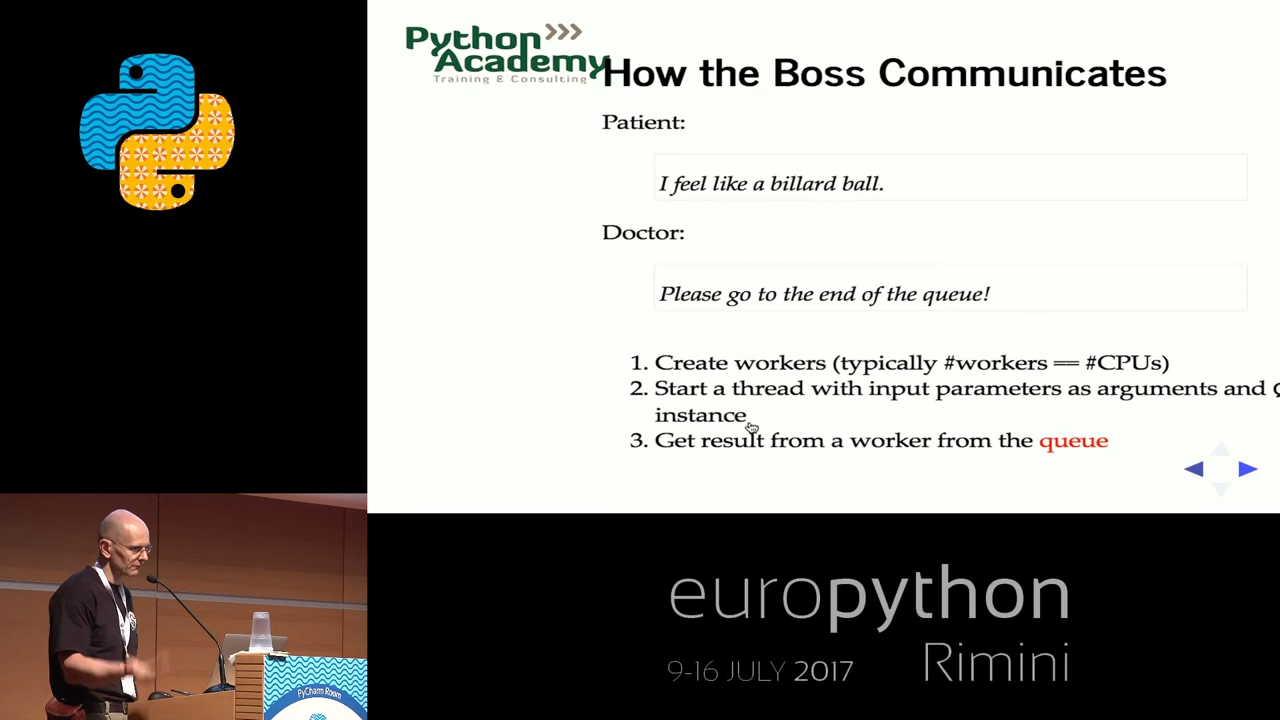 Python
Academy
Training & Consulting
How the Boss Communicates
Patient:
I feel like a billard ball.
Doctor:
Please go to the end of the queue!
1. Create workers (typically #workers == #CPUs)
2. Start a thread with input parameters as arguments and
instance
3. Get result from a worker from the queue
europython
Rimini
9-16 JULY 2017
PyCharm Room